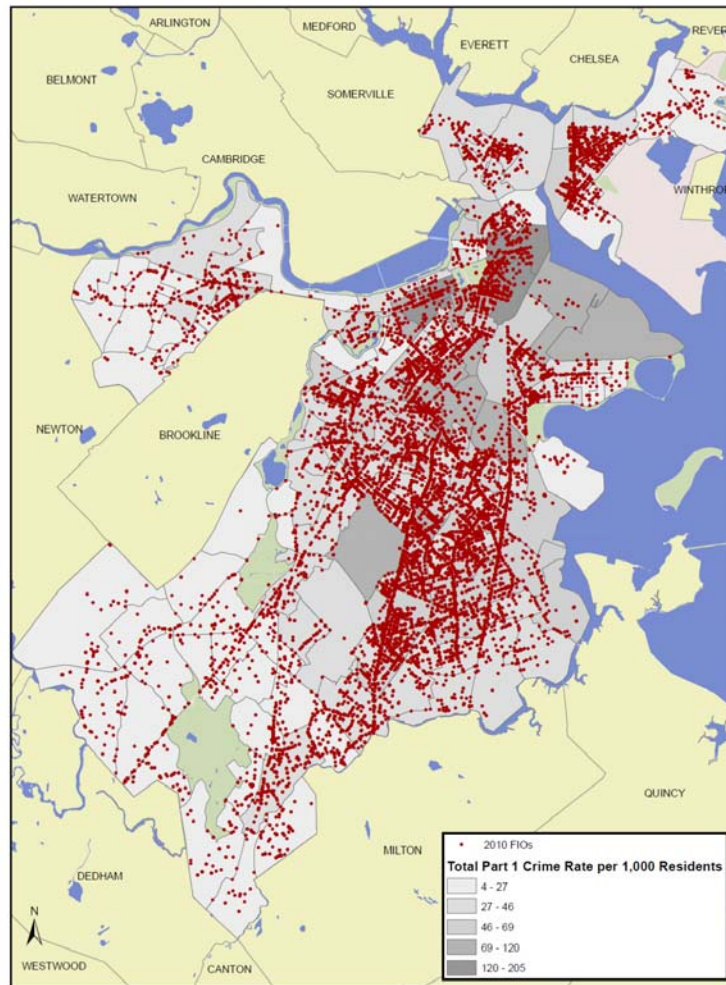 ARLINGTON
MEDFORD
REVER
EVERETT
CHELSEA
BELMONT
SOMERVILLE
CAMBRIDGE
WATERTOWN
WINTHROP
NEWTON
BROOKLINE
QUINCY
MILTON
DEDHAM
N
WESTWOOD
CANTON
2010 FIOs
Total Part 1 Crime Rate per 1,000 Residents
4 - 27
27 - 46
46 - 69
69 - 120
120 - 205